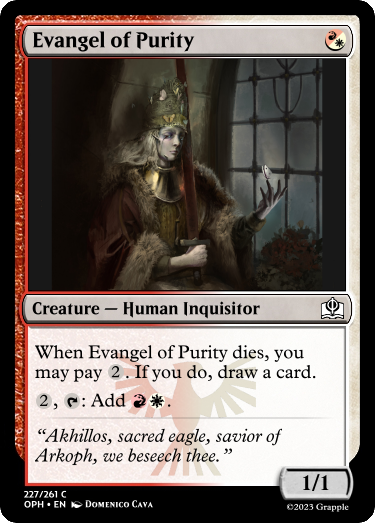 Evangel of Purity
Creature — Human Inquisitor
When Evangel of Purity dies, you
may pay 2. If you do, draw a card.
2, : Add .
“Akhillos, sacred eagle, savior of
Arkoph, we beseech thee.”
1/1
227/261 C
OPH • EN Domenico Cava
©2023 Grapple